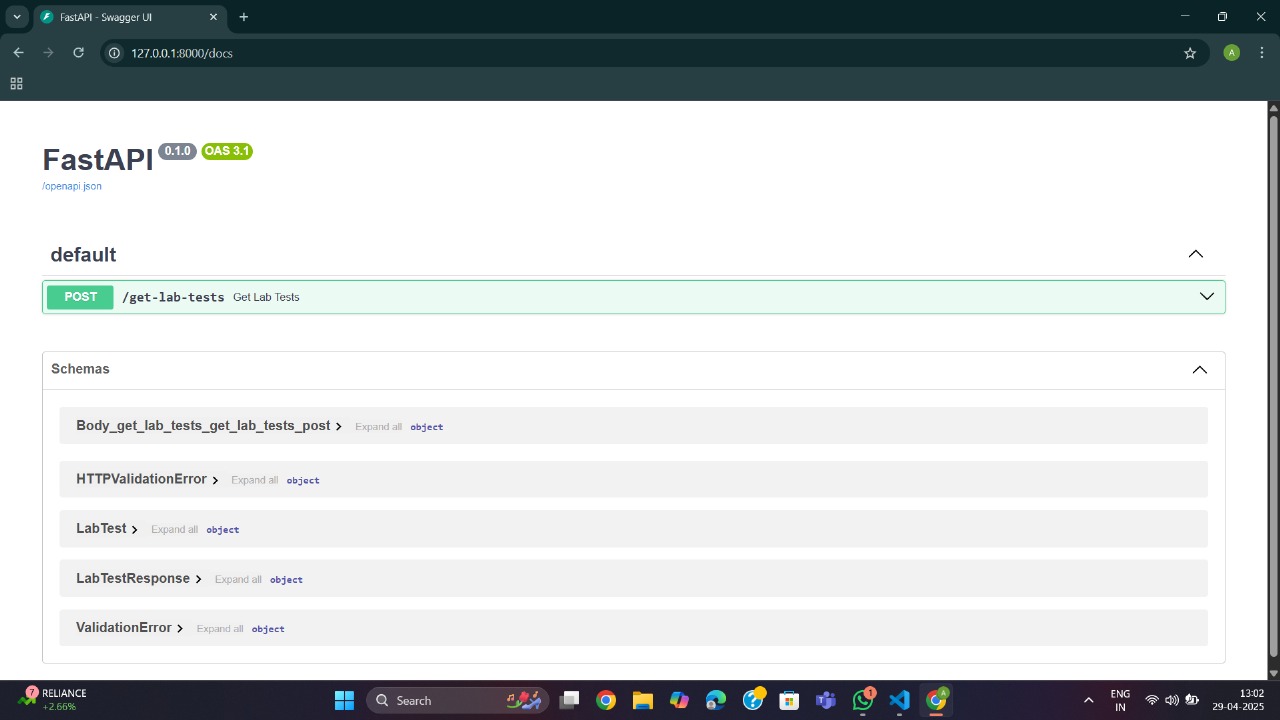 FastAPI - Swagger UI
127.0.0.1:8000/docs
A
FastAPI 0.1.0 OAS 3.1
/openapi.json
default
POST /get-lab-tests Get Lab Tests
Schemas
Body_get_lab_tests_get_lab_tests_post Expand all object
HTTPValidationError Expand all object
LabTest Expand all object
LabTestResponse Expand all object
ValidationError Expand all object
7 RELIANCE
+2.66%
Search
1
A
ENG
IN
13:02
29-04-2025